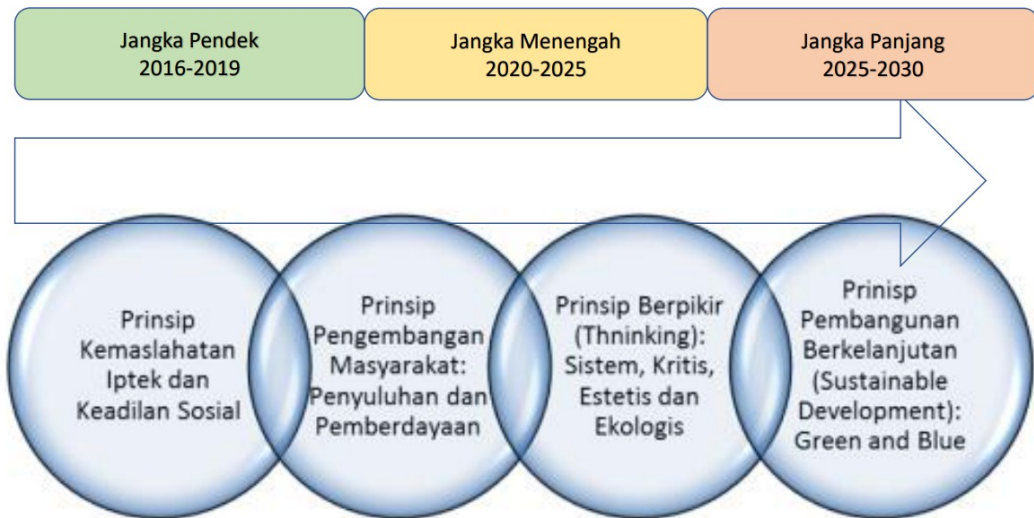 Jangka Pendek
2016-2019
Jangka Menengah
2020-2025
Jangka Panjang
2025-2030
Prinsip
Kemaslahatan
Iptek dan
Keadilan Sosial
Prinsip
Pengembangan
Masyarakat:
Penyuluhan dan
Pemberdayaan
Prinsip Berpikir
(Thninking):
Sistem, Kritis,
Estetis dan
Ekologis
Prinisp
Pembangunan
Berkelanjutan
(Sustainable
Development):
Green and Blue